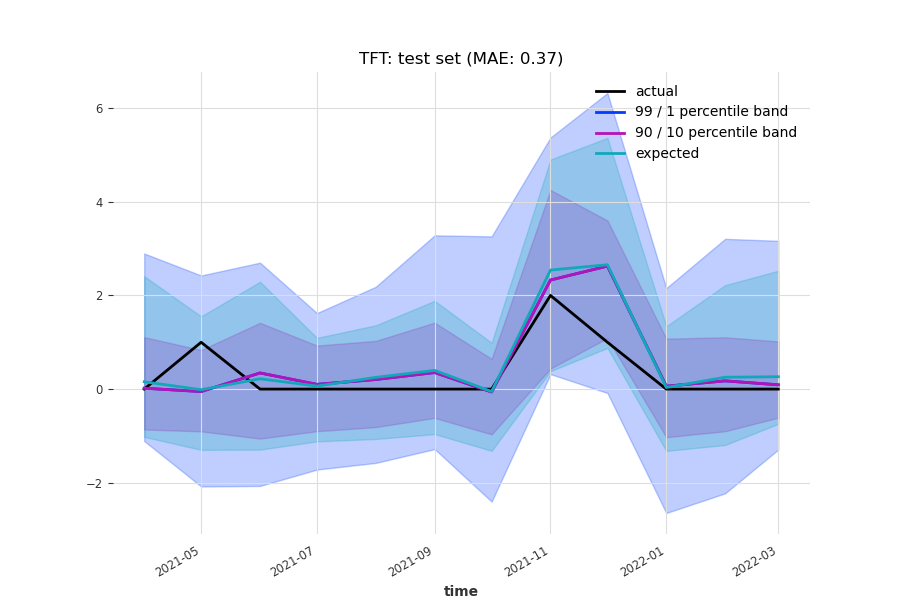 TFT: test set (MAE: 0.37)
actual
99 / 1 percentile band
90 / 10 percentile band
expected
6
4
2
0
−2
2021-05
2021-07
2021-09
2021-11
2022-01
2022-03
time